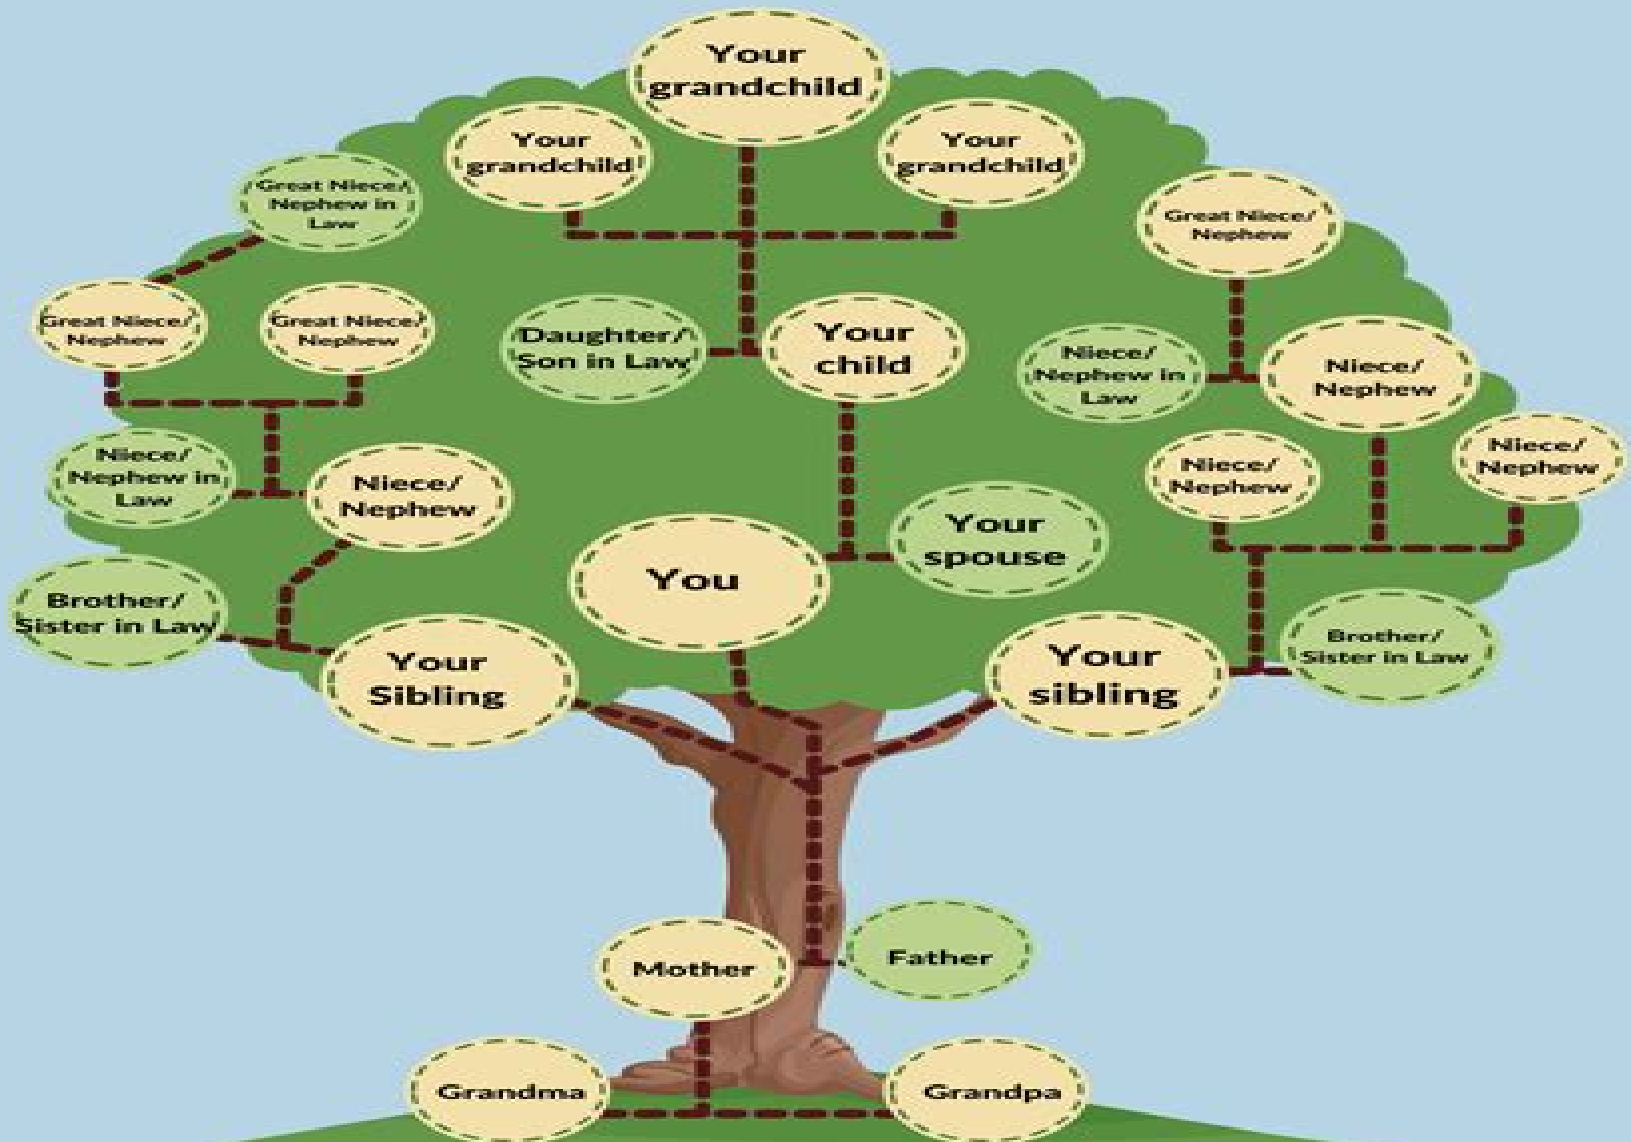 Your
grandchild
Your
grandchild
Your
grandchild
Great Niece/
Nephew in
Law
Great Niece/
Nephew
Great Niece/
Nephew
Great Niece/
Nephew
Daughter/
Son in Law
Your
child
Niece/
Nephew in
Law
Niece/
Nephew
Niece/
Nephew in
Law
Niece/
Nephew
Niece/
Nephew
Niece/
Nephew
Your
spouse
You
Brother/
Sister in Law
Your
Sibling
Your
sibling
Brother/
Sister in Law
Mother
Father
Grandma
Grandpa